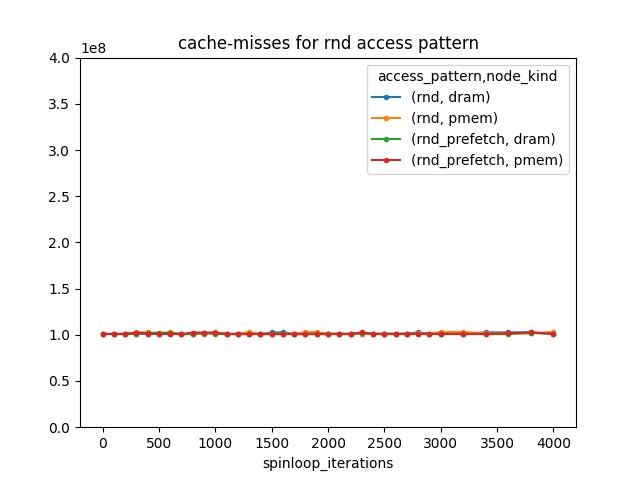 cache-misses for rnd access pattern
1e8
4.0
3.5
3.0
2.5
2.0
1.5
1.0
0.5
0.0
access_pattern,node_kind
(rnd, dram)
(rnd, pmem)
(rnd_prefetch, dram)
(rnd_prefetch, pmem)
0 500 1000 1500 2000 2500 3000 3500 4000
spinloop_iterations